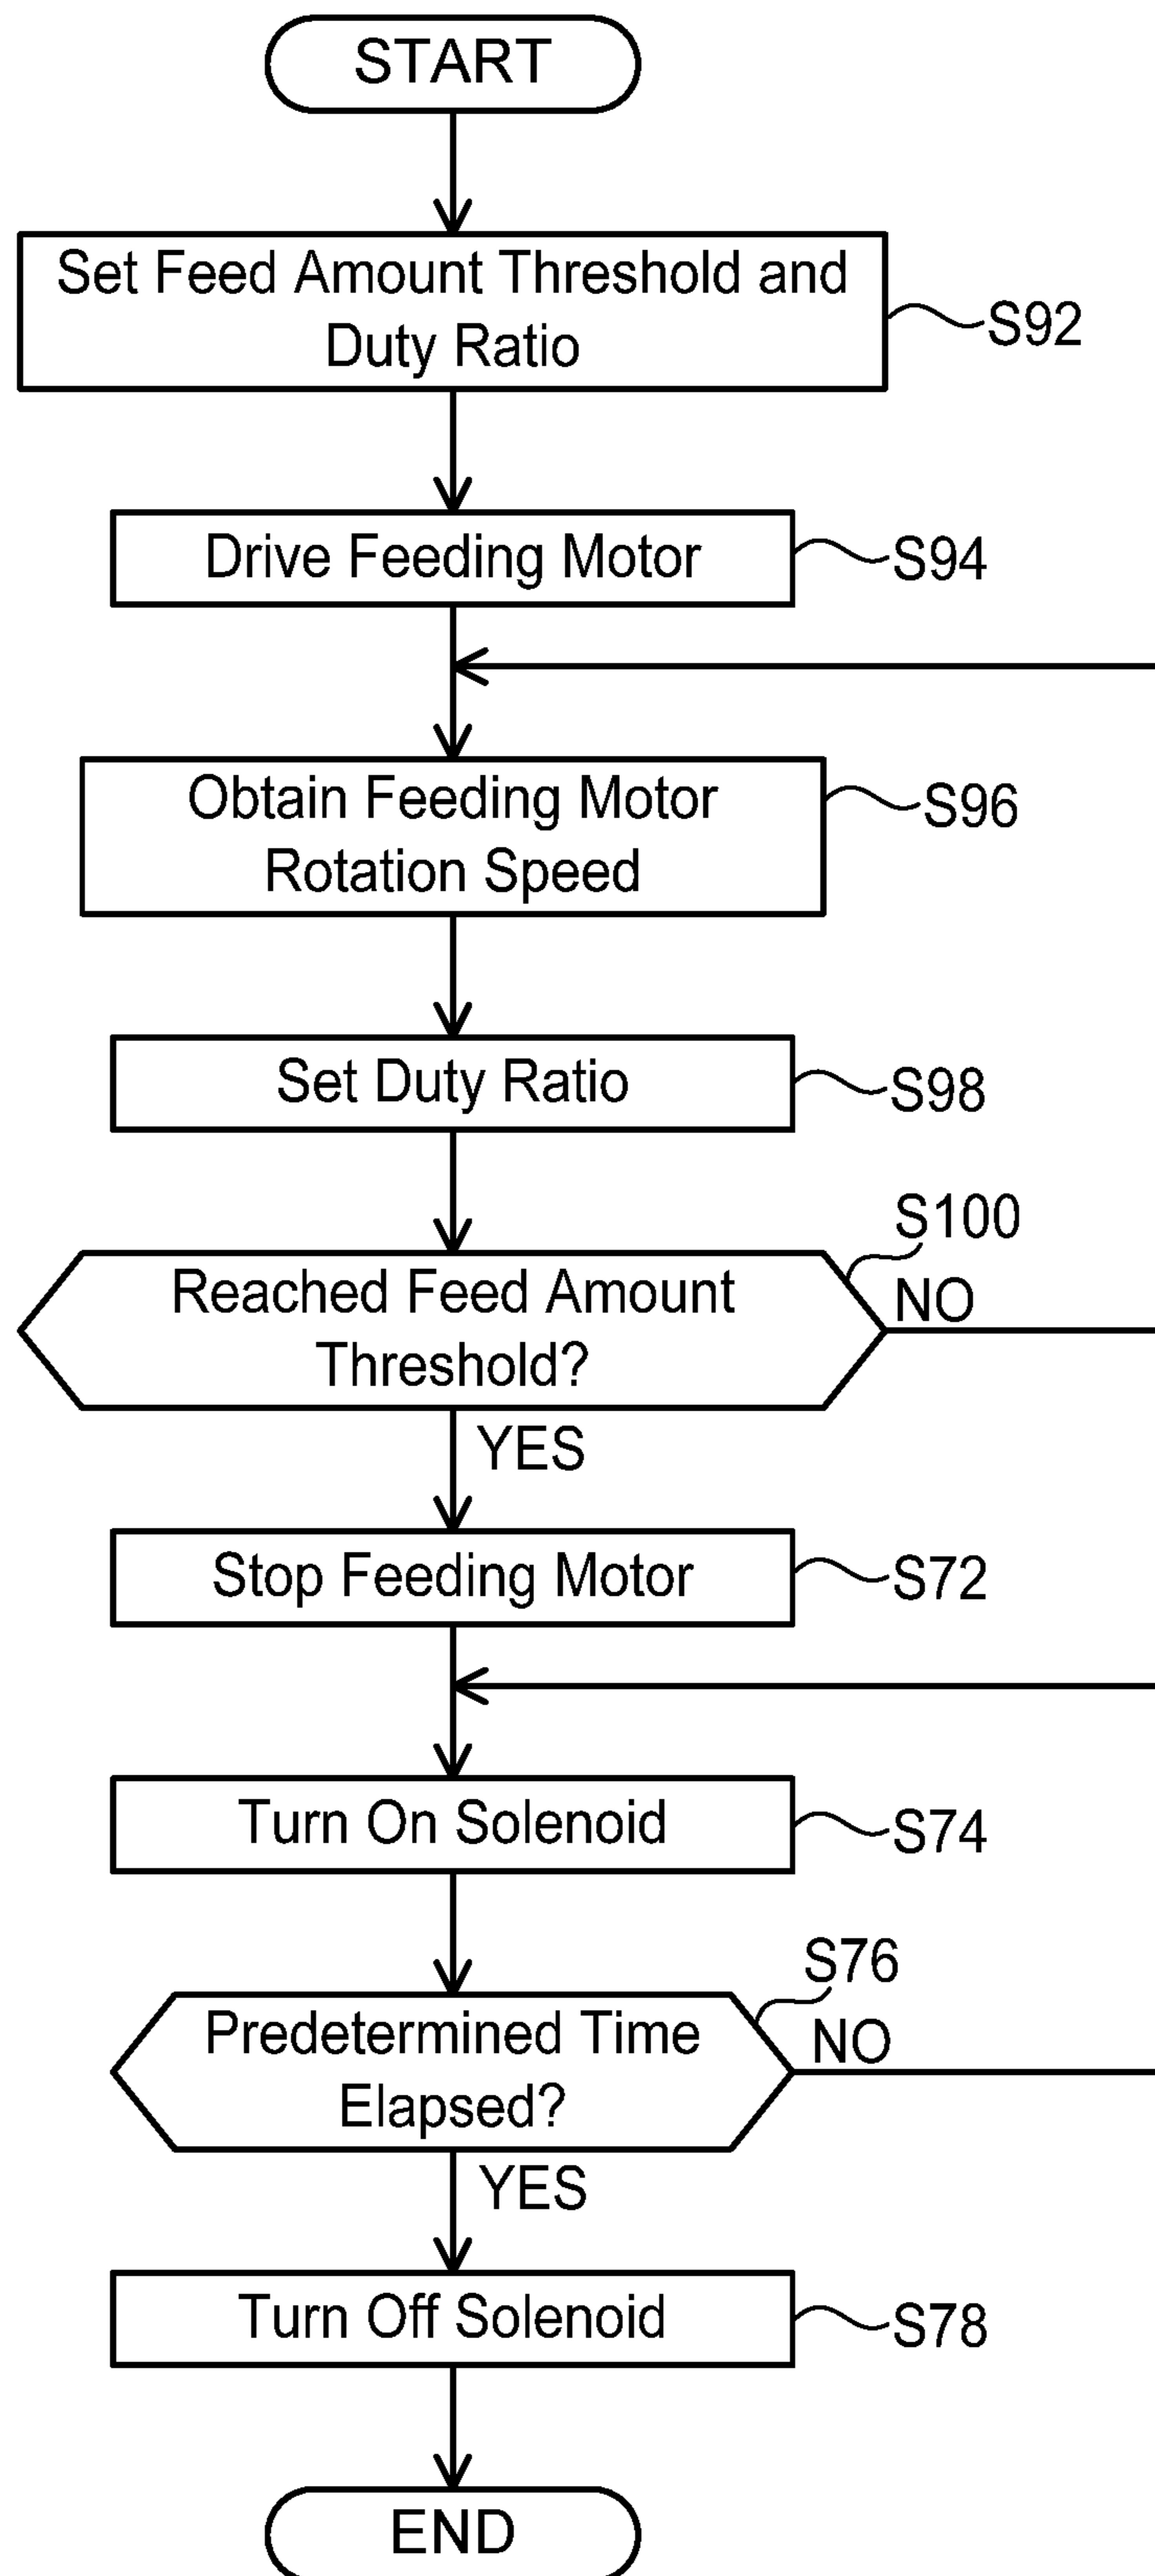 START
Set Feed Amount Threshold and
Duty Ratio
S92
Drive Feeding Motor
S94
Obtain Feeding Motor
Rotation Speed
S96
Set Duty Ratio
S98
S100
Reached Feed Amount
Threshold?
NO
YES
Stop Feeding Motor
S72
Turn On Solenoid
S74
S76
Predetermined Time
Elapsed?
NO
YES
Turn Off Solenoid
S78
END